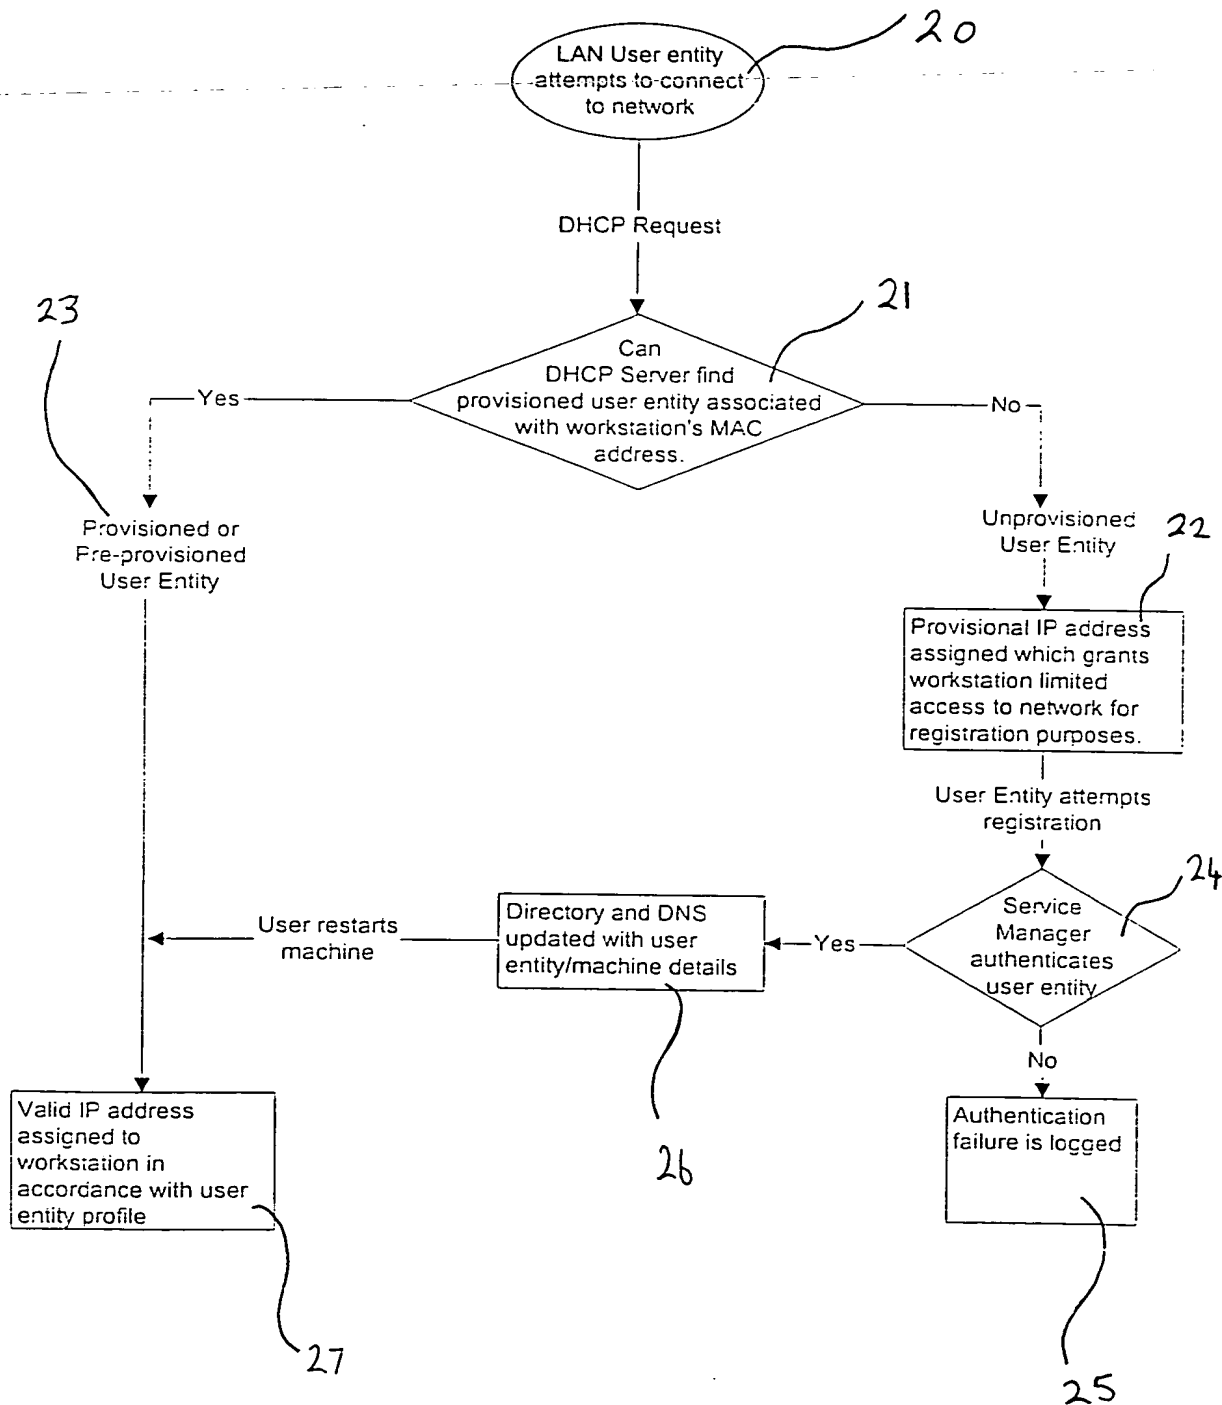 20
LAN User entity
attempts to connect
to network
DHCP Request
21
23
Can
DHCP Server find
provisioned user entity associated
with workstation's MAC
address.
Yes
No
Provisioned or
Pre-provisioned
User Entity
Unprovisioned
User Entity
22
Provisional IP address
assigned which grants
workstation limited
access to network for
registration purposes.
User Entity attempts
registration
24
Service
Manager
authenticates
user entity
Yes
Directory and DNS
updated with user
entity/machine details
User restarts
machine
26
No
Valid IP address
assigned to
workstation in
accordance with user
entity profile
Authentication
failure is logged
27
25